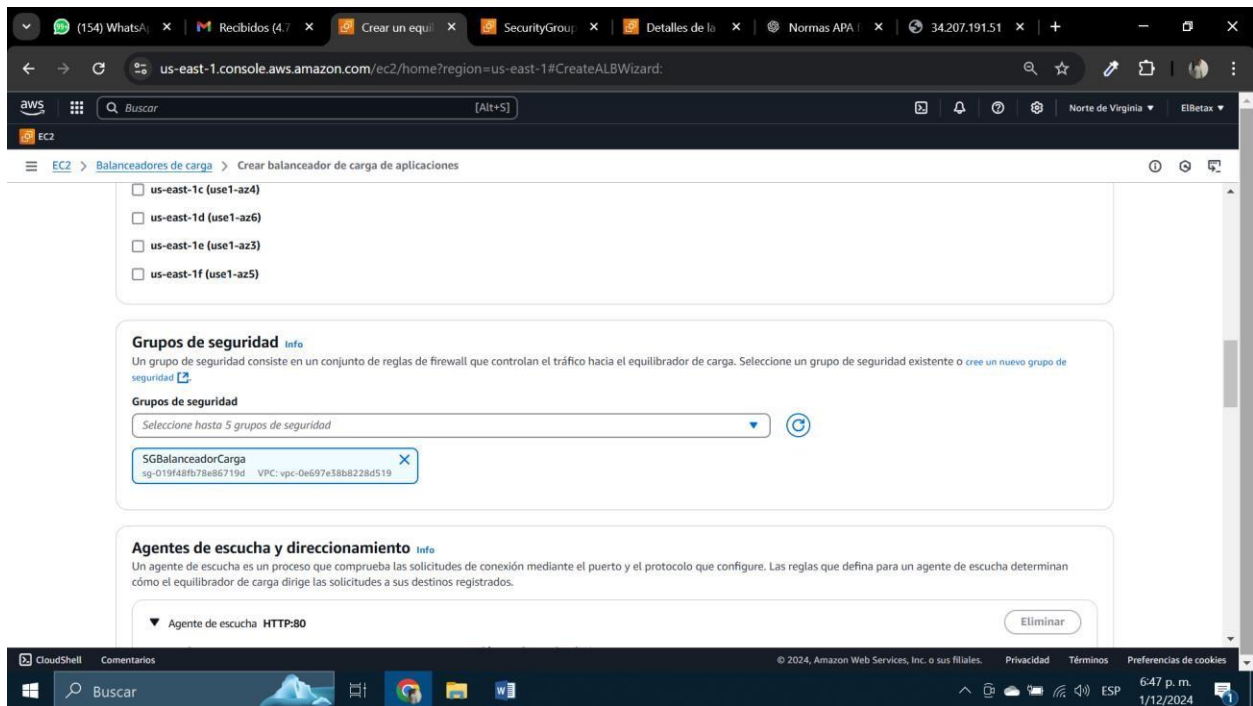 (154) WhatsAp
Recibidos (4.7
Crear un equi
SecurityGroup
Detalles de la
Normas APA
34.207.191.51
us-east-1.console.aws.amazon.com/ec2/home?region=us-east-1#CreateALBWizard:
aws
Buscar
[Alt+S]
Norte de Virginia
ElBetax
EC2
EC2 > Balanceadores de carga > Crear balanceador de carga de aplicaciones
us-east-1c (use1-az4)
us-east-1d (use1-az6)
us-east-1e (use1-az3)
us-east-1f (use1-az5)
Grupos de seguridad Info
Un grupo de seguridad consiste en un conjunto de reglas de firewall que controlan el tráfico hacia el equilibrador de carga. Seleccione un grupo de seguridad existente o cree un nuevo grupo de
seguridad.
Grupos de seguridad
Seleccione hasta 5 grupos de seguridad
SGBalanceadorCarga
sg-019f48fb78e86719d VPC: vpc-0e697e38b8228d519
Agentes de escucha y direccionamiento Info
Un agente de escucha es un proceso que comprueba las solicitudes de conexión mediante el puerto y el protocolo que configure. Las reglas que defina para un agente de escucha determinan
cómo el equilibrador de carga dirige las solicitudes a sus destinos registrados.
Agente de escucha HTTP:80
Eliminar
CloudShell Comentarios
© 2024, Amazon Web Services, Inc. o sus filiales. Privacidad Términos Preferencias de cookies
Buscar
ESP
6:47 p. m.
1/12/2024